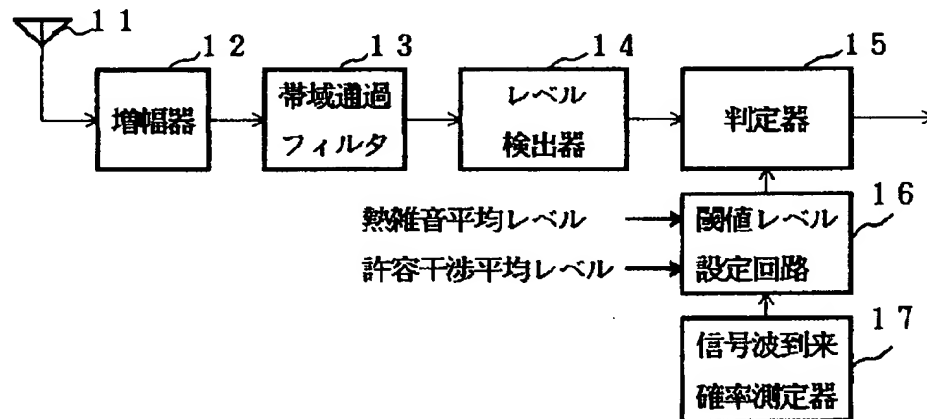 11
12
13
14
15
増幅器
帯域通過
フィルタ
レベル
検出器
判定器
熱雑音平均レベル
許容干渉平均レベル
閾値レベル
設定回路
16
信号波到来
確率測定器
17